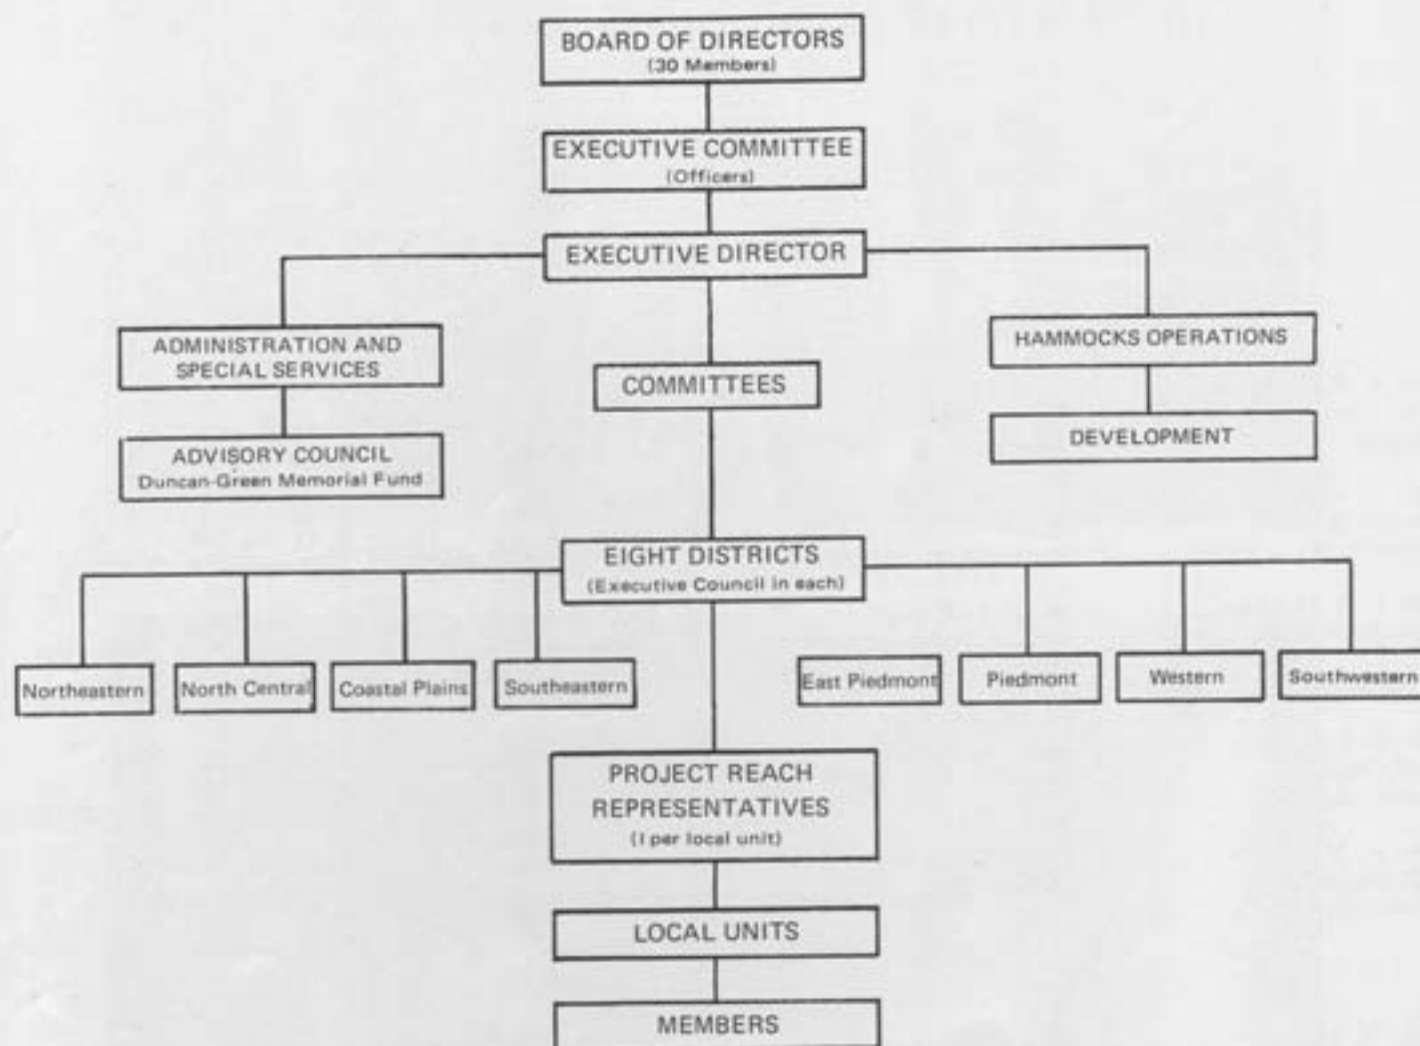 BOARD OF DIRECTORS
(30 Members)
EXECUTIVE COMMITTEE
(Officers)
EXECUTIVE DIRECTOR
ADMINISTRATION AND
SPECIAL SERVICES
HAMMOCKS OPERATIONS
COMMITTEES
ADVISORY COUNCIL
Duncan-Green Memorial Fund
DEVELOPMENT
EIGHT DISTRICTS
(Executive Council in each)
Northeastern
North Central
Coastal Plains
Southeastern
East Piedmont
Piedmont
Western
Southwestern
PROJECT REACH
REPRESENTATIVES
(I per local unit)
LOCAL UNITS
MEMBERS